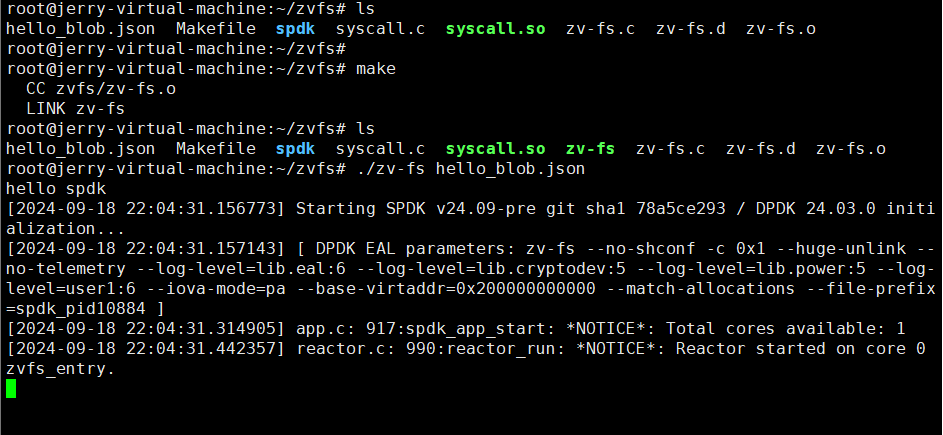 root@jerry-virtual-machine:~/zvfs# ls
hello_blob.json  Makefile  spdk  syscall.c  syscall.so  zv-fs.c  zv-fs.d  zv-fs.o
root@jerry-virtual-machine:~/zvfs#
root@jerry-virtual-machine:~/zvfs# make
  CC zvfs/zv-fs.o
  LINK zv-fs
root@jerry-virtual-machine:~/zvfs# ls
hello_blob.json  Makefile  spdk  syscall.c  syscall.so  zv-fs  zv-fs.c  zv-fs.d  zv-fs.o
root@jerry-virtual-machine:~/zvfs# ./zv-fs hello_blob.json
hello spdk
[2024-09-18 22:04:31.156773] Starting SPDK v24.09-pre git sha1 78a5ce293 / DPDK 24.03.0 initi
alization...
[2024-09-18 22:04:31.157143] [ DPDK EAL parameters: zv-fs --no-shconf -c 0x1 --huge-unlink --
no-telemetry --log-level=lib.eal:6 --log-level=lib.cryptodev:5 --log-level=lib.power:5 --log-
level=user1:6 --iova-mode=pa --base-virtaddr=0x200000000000 --match-allocations --file-prefix
=spdk_pid10884 ]
[2024-09-18 22:04:31.314905] app.c: 917:spdk_app_start: *NOTICE*: Total cores available: 1
[2024-09-18 22:04:31.442357] reactor.c: 990:reactor_run: *NOTICE*: Reactor started on core 0
zvfs_entry.